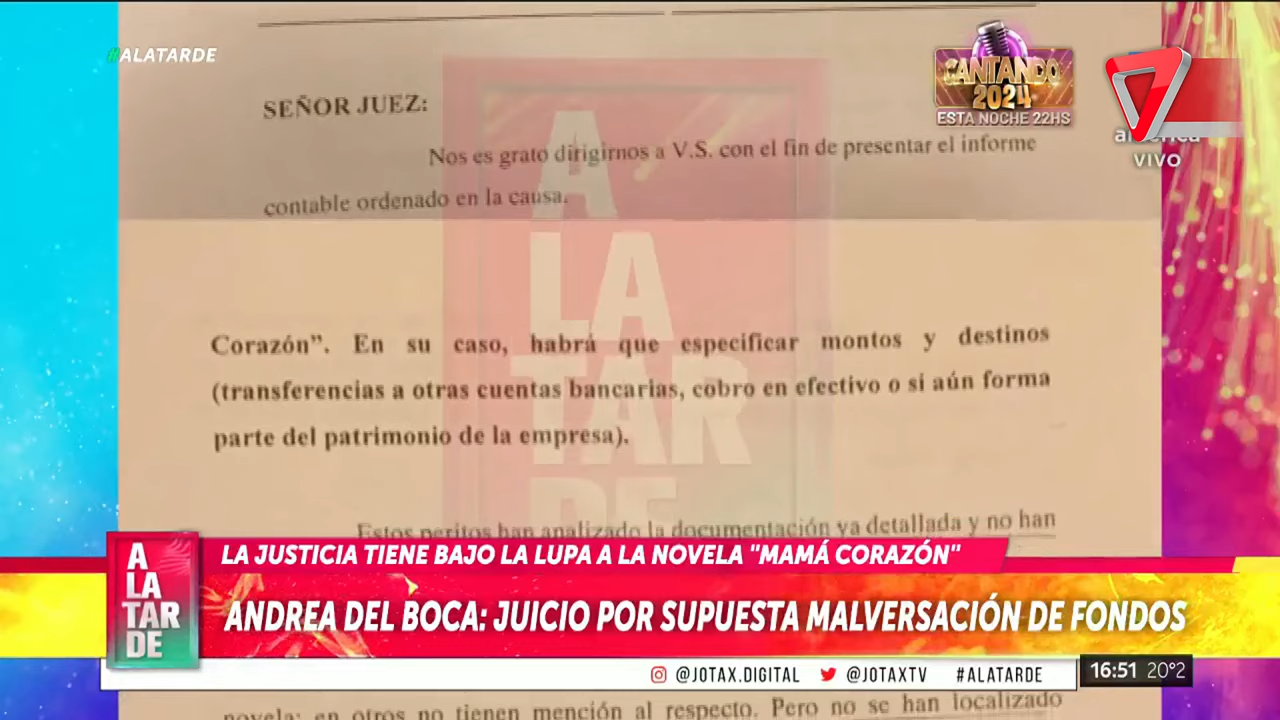 #ALATARDE
CANTANDO
2024
ESTA NOCHE 22HS
américa
VIVO
SEÑOR JUEZ:
Nos es grato dirigirnos a V.S. con el fin de presentar el informe
contable ordenado en la causa.
A
LA
TAR
DE
Corazón”. En su caso, habrá que especificar montos y destinos
(transferencias a otras cuentas bancarias, cobro en efectivo o si aún forma
parte del patrimonio de la empresa).
Estos peritos han analizado la documentación ya detallada y no han
A
LA
TAR
DE
LA JUSTICIA TIENE BAJO LA LUPA A LA NOVELA "MAMÁ CORAZÓN"
ANDREA DEL BOCA: JUICIO POR SUPUESTA MALVERSACIÓN DE FONDOS
@JOTAX.DIGITAL @JOTAXTV #ALATARDE
16:51 20º2
novela; en otros no tienen mención al respecto. Pero no se han localizado